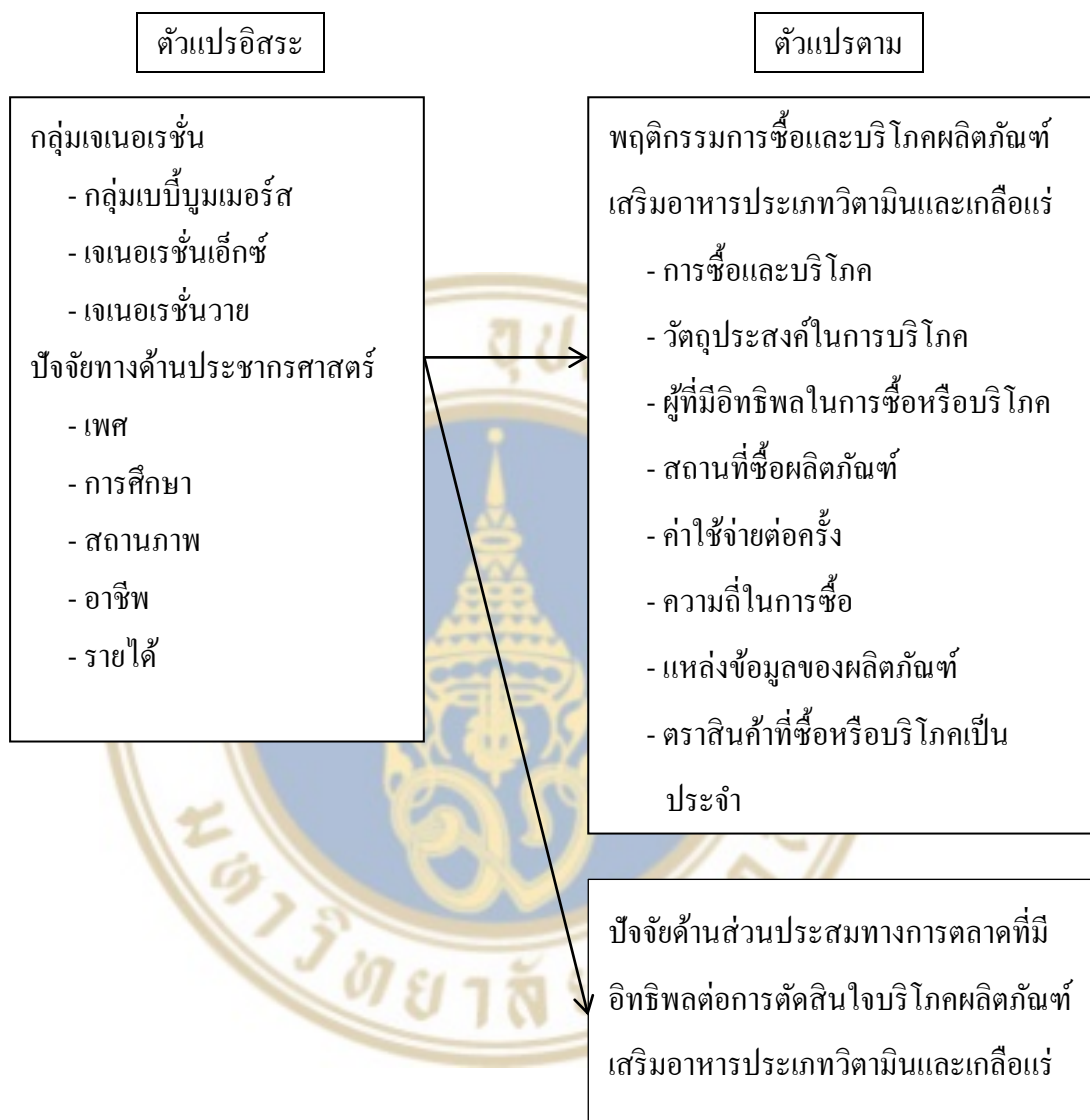 ตัวแปรอิสระ
กลุ่มเจเนอเรชั่น
- กลุ่มเบบี้บูมเมอร์ส
- เจเนอเรชั่นเอ็กซ์
- เจเนอเรชั่นวาย
ปัจจัยทางด้านประชากรศาสตร์
- เพศ
- การศึกษา
- สถานภาพ
- อาชีพ
- รายได้
ตัวแปรตาม
พฤติกรรมการซื้อและบริโภคผลิตภัณฑ์
เสริมอาหารประเภทวิตามินและเกลือแร่
- การซื้อและบริโภค
- วัตถุประสงค์ในการบริโภค
- ผู้ที่มีอิทธิพลในการซื้อหรือบริโภค
- สถานที่ซื้อผลิตภัณฑ์
- ค่าใช้จ่ายต่อครั้ง
- ความถี่ในการซื้อ
- แหล่งข้อมูลของผลิตภัณฑ์
- ตราสินค้าที่ซื้อหรือบริโภคเป็น
ประจำ
ปัจจัยด้านส่วนประสมทางการตลาดที่มี
อิทธิพลต่อการตัดสินใจบริโภคผลิตภัณฑ์
เสริมอาหารประเภทวิตามินและเกลือแร่
มหาวิทยาลัย